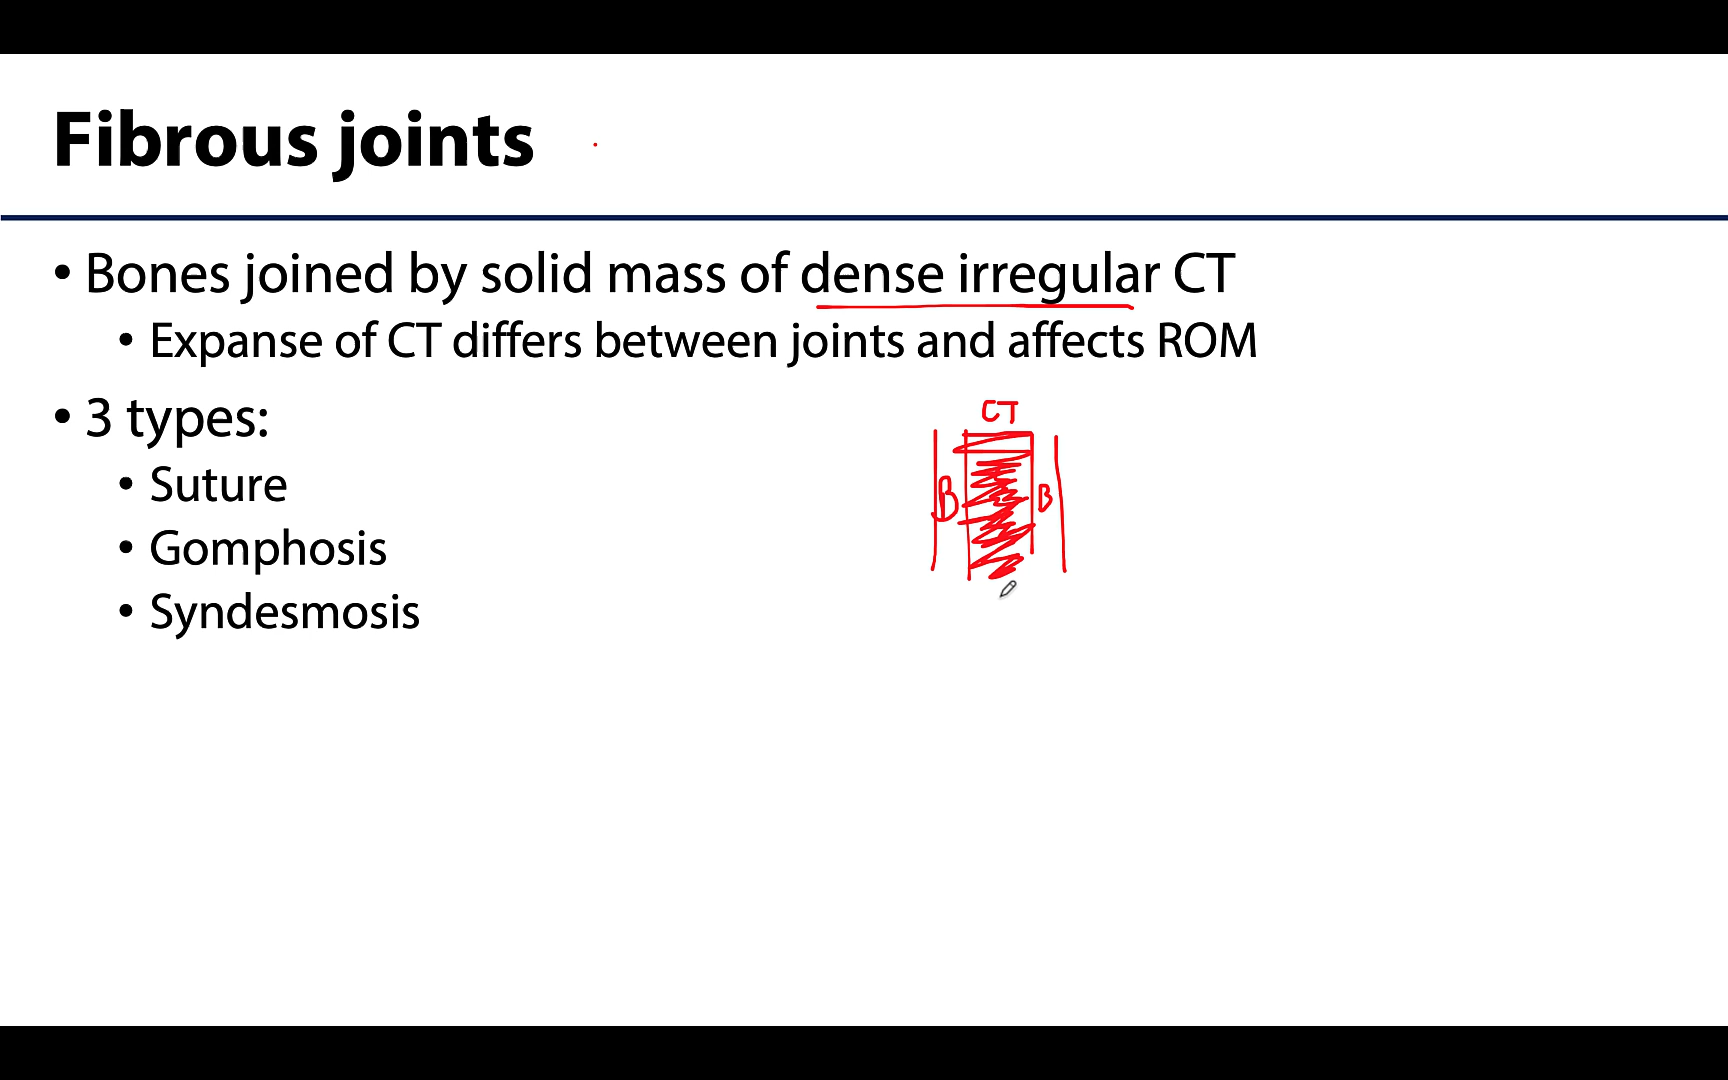 Fibrous joints
• Bones joined by solid mass of dense irregular CT
• Expanse of CT differs between joints and affects ROM
• 3 types:
• Suture
• Gomphosis
• Syndesmosis
CT
B B